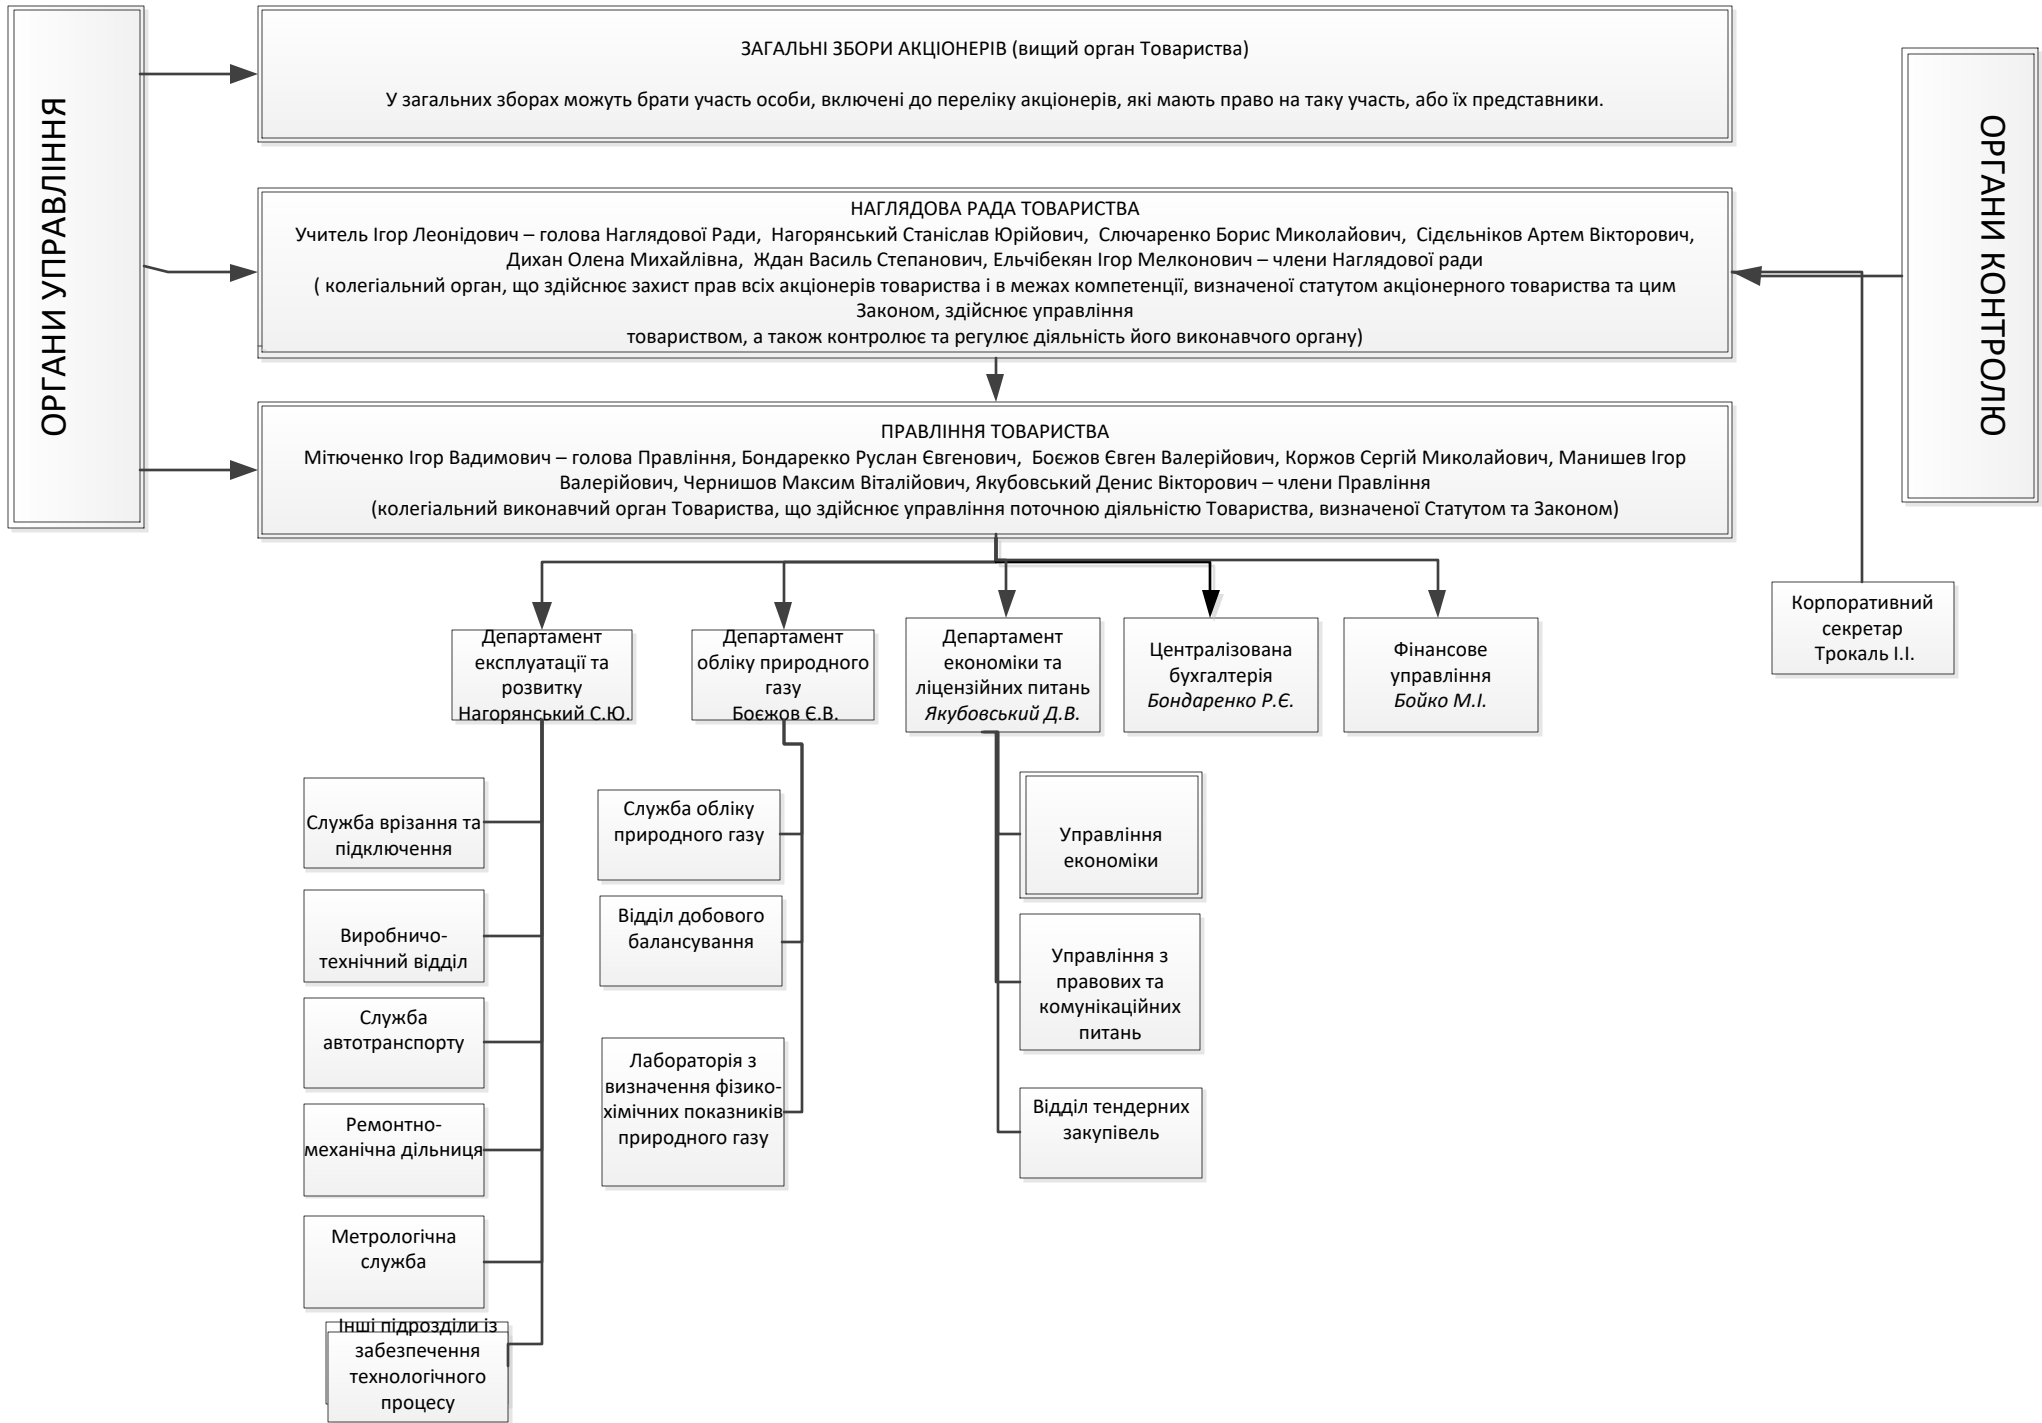 ОРГАНИ УПРАВЛІННЯ
ЗАГАЛЬНІ ЗБОРИ АКЦІОНЕРІВ (вищий орган Товариства)
У загальних зборах можуть брати участь особи, включені до переліку акціонерів, які мають право на таку участь, або їх представники.
ОРГАНИ КОНТРОЛЮ
НАГЛЯДОВА РАДА ТОВАРИСТВА
Учитель Ігор Леонідович – голова Наглядової Ради, Нагорянський Станіслав Юрійович, Слючаренко Борис Миколайович, Сідєльніков Артем Вікторович,
Дихан Олена Михайлівна, Ждан Василь Степанович, Ельчібекян Ігор Мелконович – члени Наглядової ради
( колегіальний орган, що здійснює захист прав всіх акціонерів товариства і в межах компетенції, визначеної статутом акціонерного товариства та цим
Законом, здійснює управління
товариством, а також контролює та регулює діяльність його виконавчого органу)
ПРАВЛІННЯ ТОВАРИСТВА
Мітюченко Ігор Вадимович – голова Правління, Бондарекко Руслан Євгенович, Боєжов Євген Валерійович, Коржов Сергій Миколайович, Манишев Ігор
Валерійович, Чернишов Максим Віталійович, Якубовський Денис Вікторович – члени Правління
(колегіальний виконавчий орган Товариства, що здійснює управління поточною діяльністю Товариства, визначеної Статутом та Законом)
Корпоративний
секретар
Трокаль І.І.
Департамент
експлуатації та
розвитку
Нагорянський С.Ю.
Департамент
обліку природного
газу
Боєжов Є.В.
Департамент
економіки та
ліцензійних питань
Якубовський Д.В.
Централізована
бухгалтерія
Бондаренко Р.Є.
Фінансове
управління
Бойко М.І.
Служба врізання та
підключення
Виробничо-
технічний відділ
Служба
автотранспорту
Ремонтно-
механічна дільниця
Метрологічна
служба
Інші підрозділи із
забезпечення
технологічного
процесу
Служба обліку
природного газу
Відділ добового
балансування
Лабораторія з
визначення фізико-
хімічних показників
природного газу
Управління
економіки
Управління з
правових та
комунікаційних
питань
Відділ тендерних
закупівель